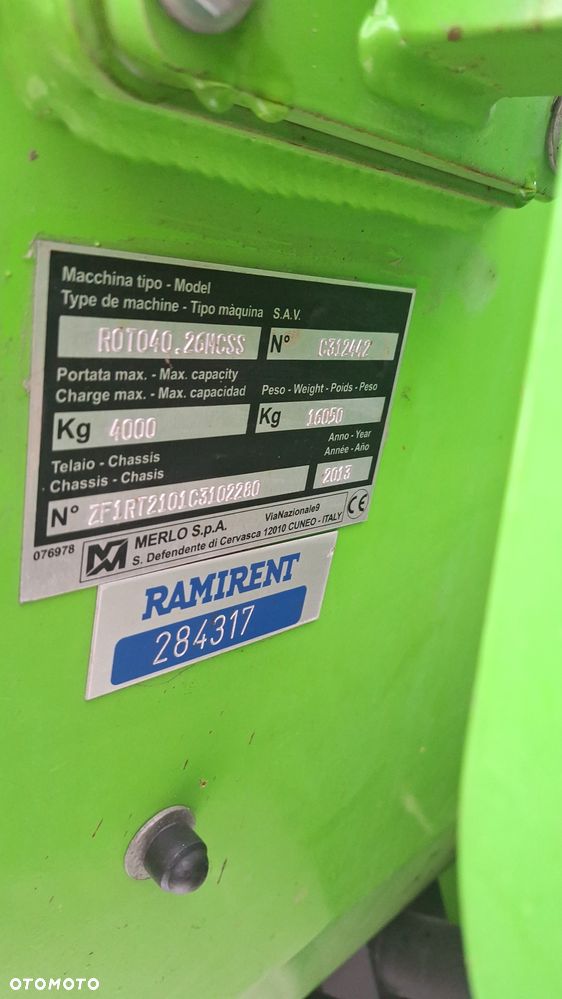 Macchina tipo - Model
Type de machine - Tipo màquina S.A.V.
ROTO40.26MCSS N° C312442
Portata max. - Max. capacity
Charge max. - Max. capacidad Peso - Weight - Poids - Peso
Kg 4000 Kg 16050
Telaio - Chassis Anno - Year
Chassis - Chasis Année - Año
N° ZF1RT2101C3102280 2013
076978 MERLO S.p.A. ViaNazionale9
S. Defendente di Cervasca 12010 CUNEO - ITALY CE
RAMIRENT
284317
OTOMOTO